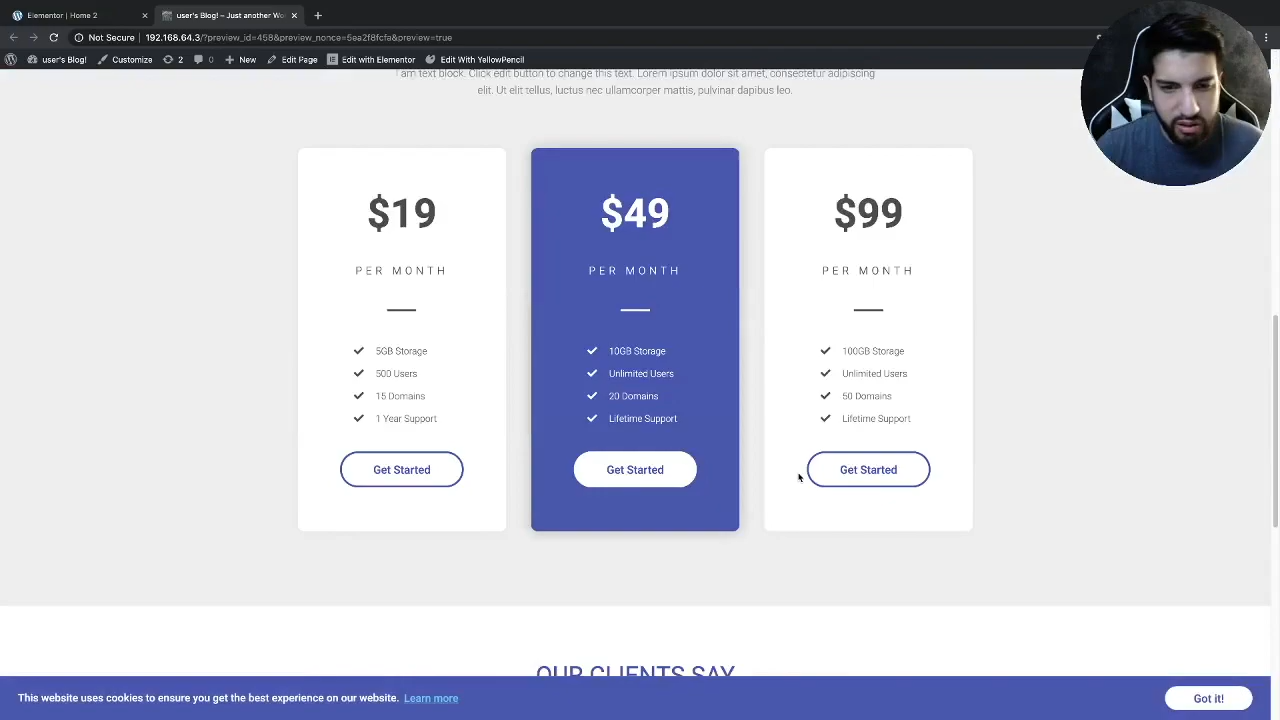 Elementor | Home 2
user's Blog! – Just another Wo
Not Secure | 192.168.64.3/?preview_id=458&preview_nonce=5ea2f8fcfa&preview=true
user's Blog! Customize 2 0 New Edit Page Edit with Elementor Edit With YellowPencil
I am text block. Click edit button to change this text. Lorem ipsum dolor sit amet, consectetur adipiscing
elit. Ut elit tellus, luctus nec ullamcorper mattis, pulvinar dapibus leo.
$19
PER MONTH
5GB Storage
500 Users
15 Domains
1 Year Support
Get Started
$49
PER MONTH
10GB Storage
Unlimited Users
20 Domains
Lifetime Support
Get Started
$99
PER MONTH
100GB Storage
Unlimited Users
50 Domains
Lifetime Support
Get Started
OUR CLIENTS SAY
This website uses cookies to ensure you get the best experience on our website. Learn more
Got it!